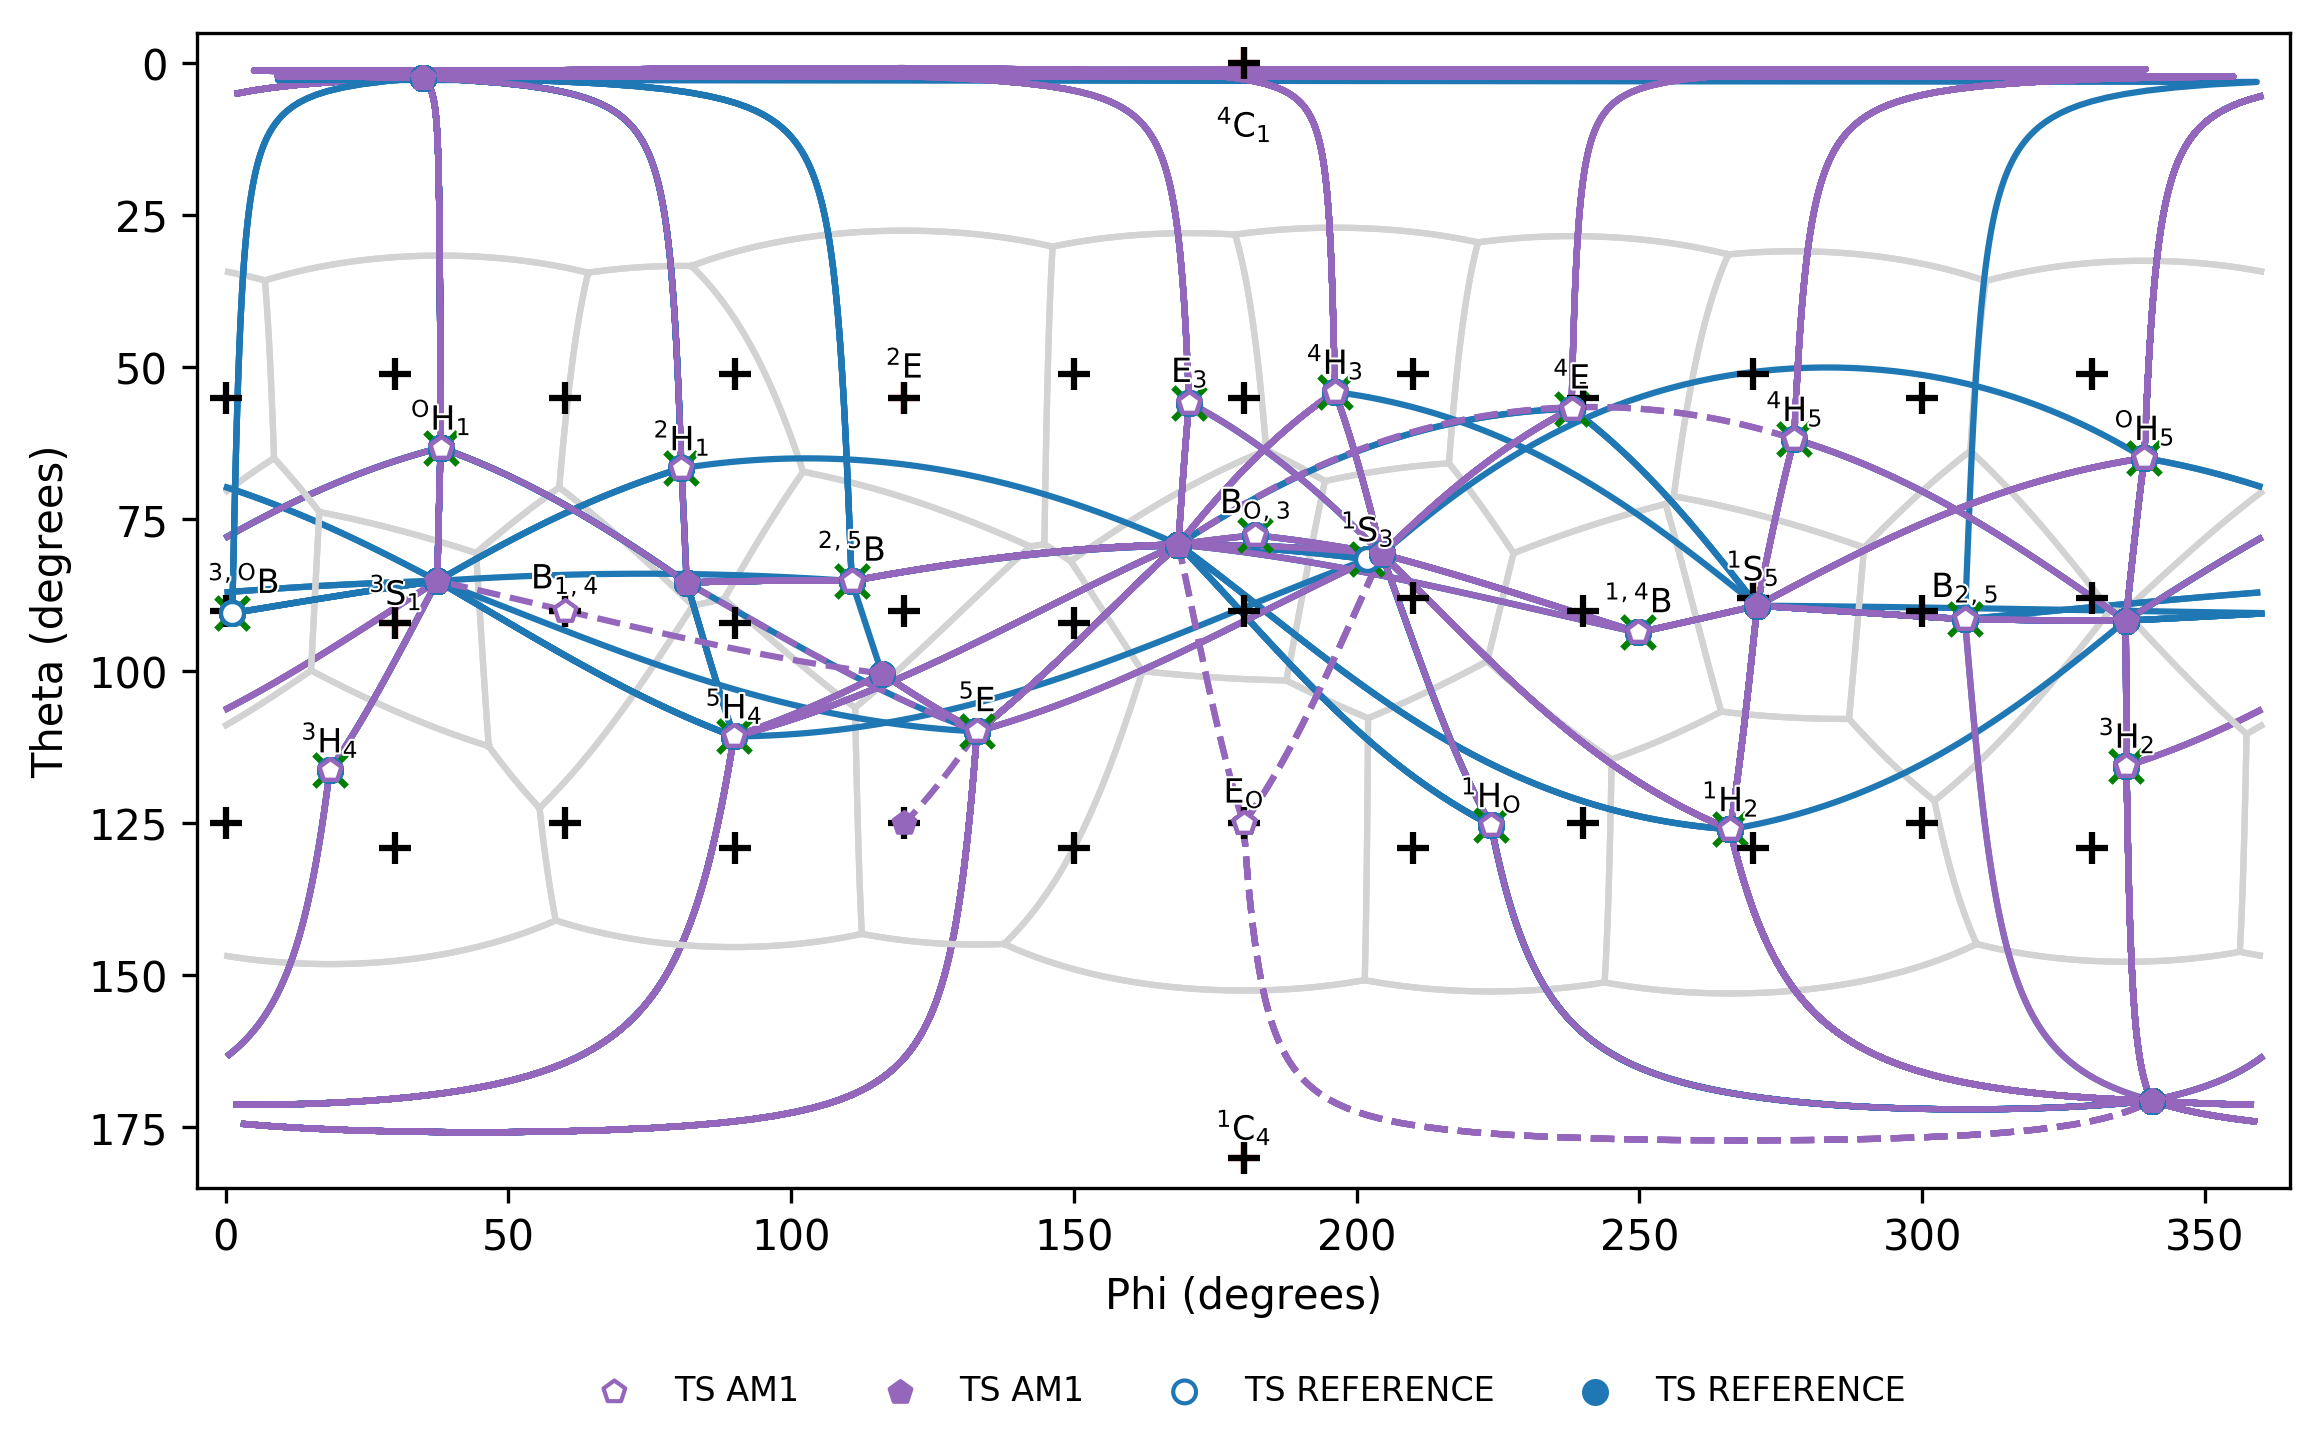 0
⁴C₁
25
50
²E
E₃
⁴H₃
⁴E
⁴H₅
ᴼH₁
²H₁
ᴼH₅
75
B_O,3
¹S₃
²,⁵B
³,ᴼB
³S₁
B₁,₄
¹S₅
¹,⁴B
B₂,₅
100
⁵H₄
⁵E
³H₄
³H₂
125
E_O
¹H_O
¹H₂
150
175
¹C₄
Theta (degrees)
0 50 100 150 200 250 300 350
Phi (degrees)
TS AM1 TS AM1 TS REFERENCE TS REFERENCE